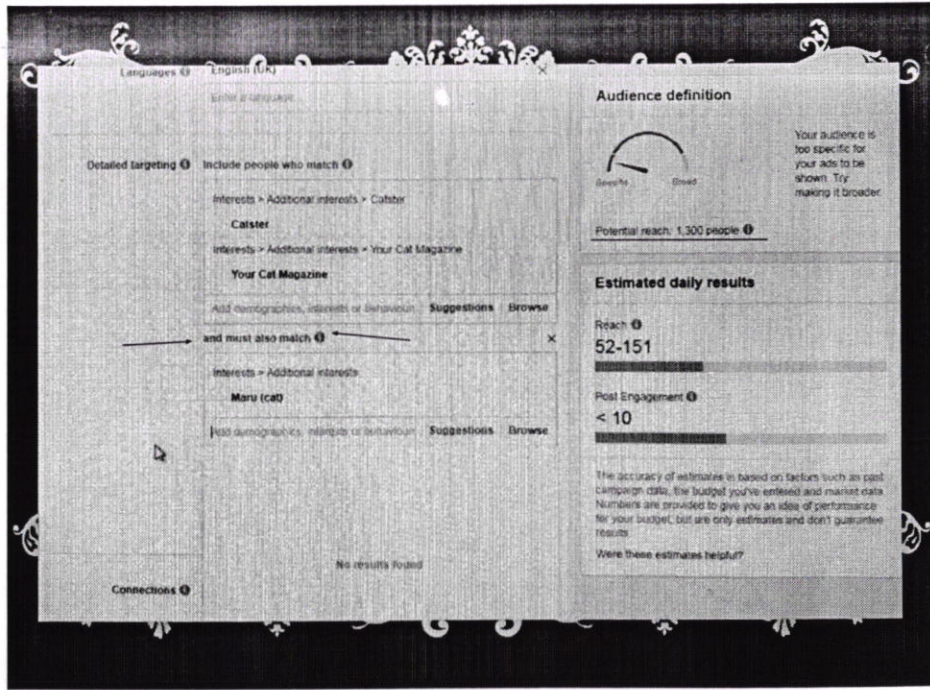 Languages
English (UK)
Enter a language...
Detailed targeting
Include people who match
Interests > Additional interests > Catster
Catster
Interests > Additional interests > Your Cat Magazine
Your Cat Magazine
Add demographics, interests or behaviours
Suggestions
Browse
and must also match
Interests > Additional interests
Maru (cat)
Add demographics, interests or behaviours
Suggestions
Browse
No results found
Connections
Audience definition
Specific
Broad
Your audience is
too specific for
your ads to be
shown. Try
making it broader.
Potential reach: 1,300 people
Estimated daily results
Reach
52-151
Post Engagement
< 10
The accuracy of estimates is based on factors such as past
campaign data, the budget you've entered and market data.
Numbers are provided to give you an idea of performance
for your budget, but are only estimates and don't guarantee
results.
Were these estimates helpful?